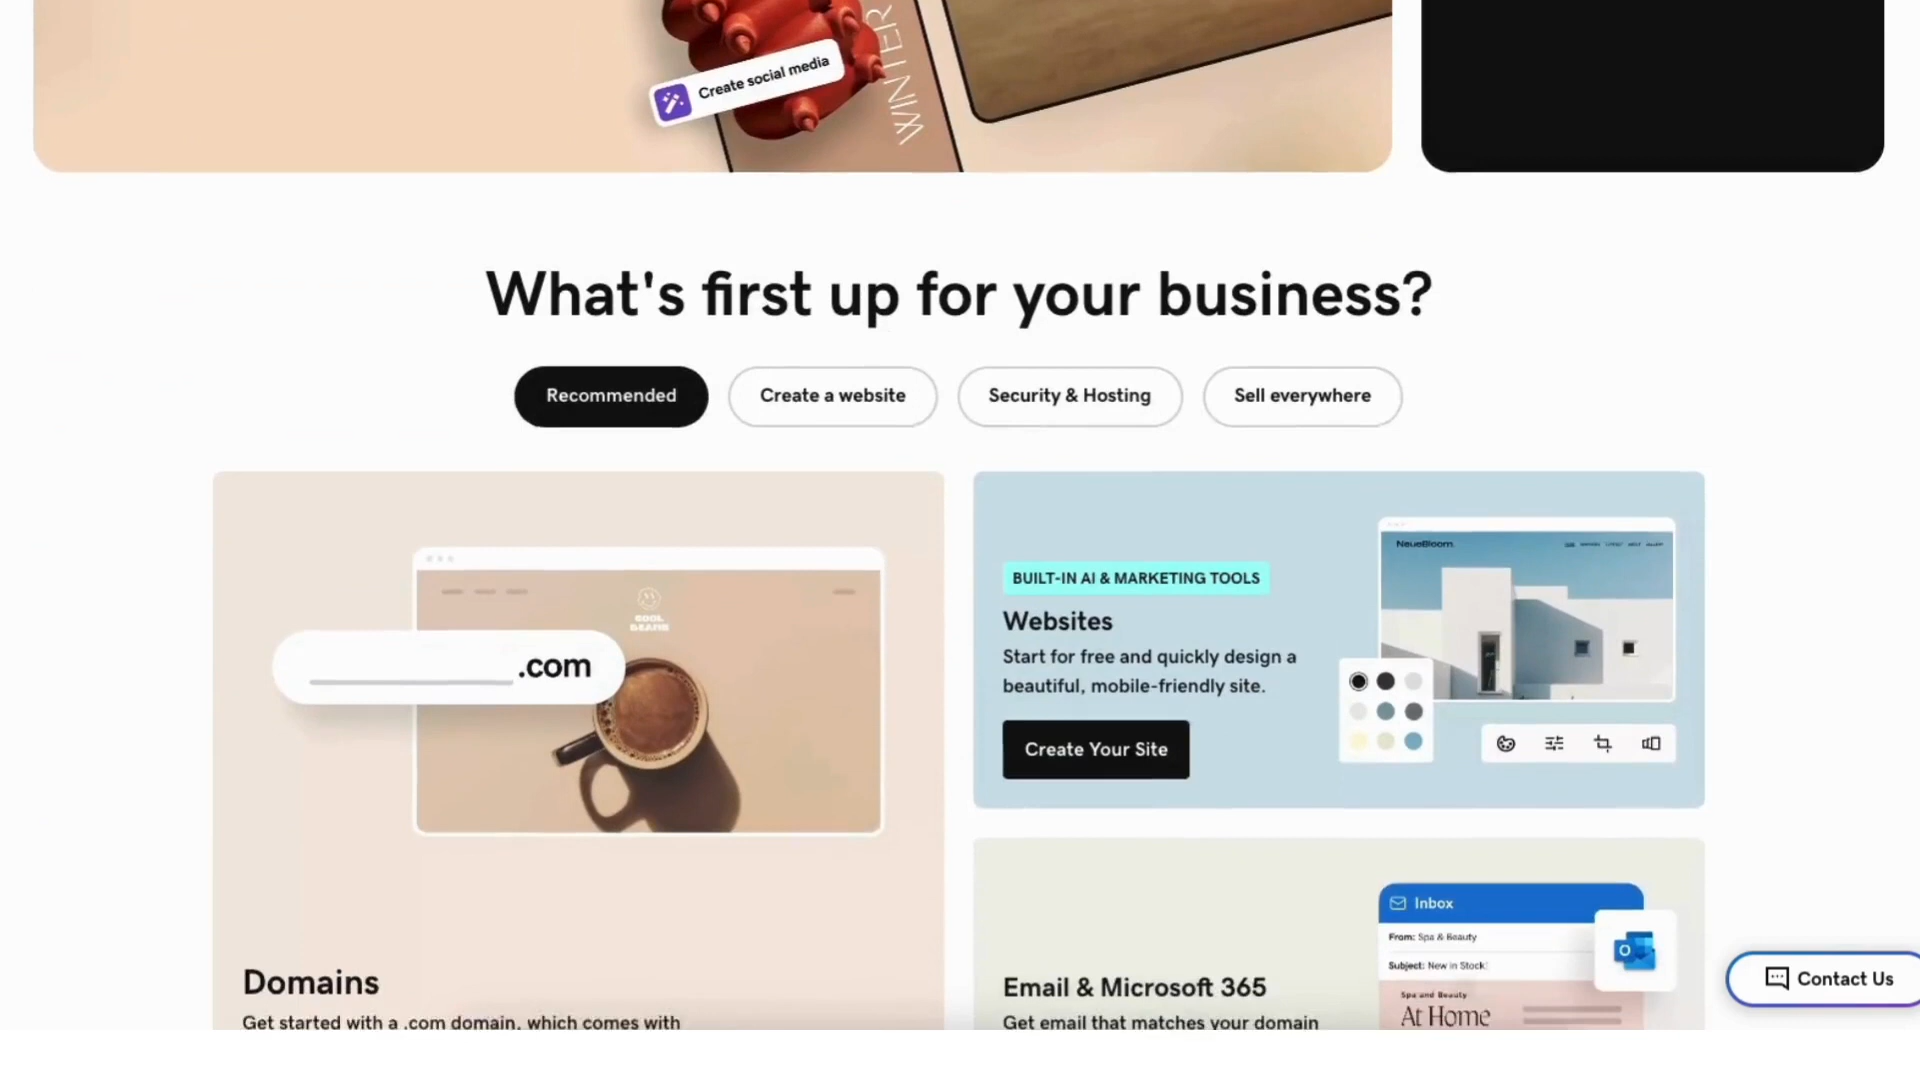 WINTER
Create social media
What's first up for your business?
Recommended
Create a website
Security & Hosting
Sell everywhere
COOL
BEANS
.com
Domains
Get started with a .com domain, which comes with
BUILT-IN AI & MARKETING TOOLS
Websites
Start for free and quickly design a
beautiful, mobile-friendly site.
Create Your Site
NeueBloom.
Email & Microsoft 365
Get email that matches your domain
Inbox
From: Spa & Beauty
Subject: New in Stock!
Spa and Beauty
At Home
Contact Us